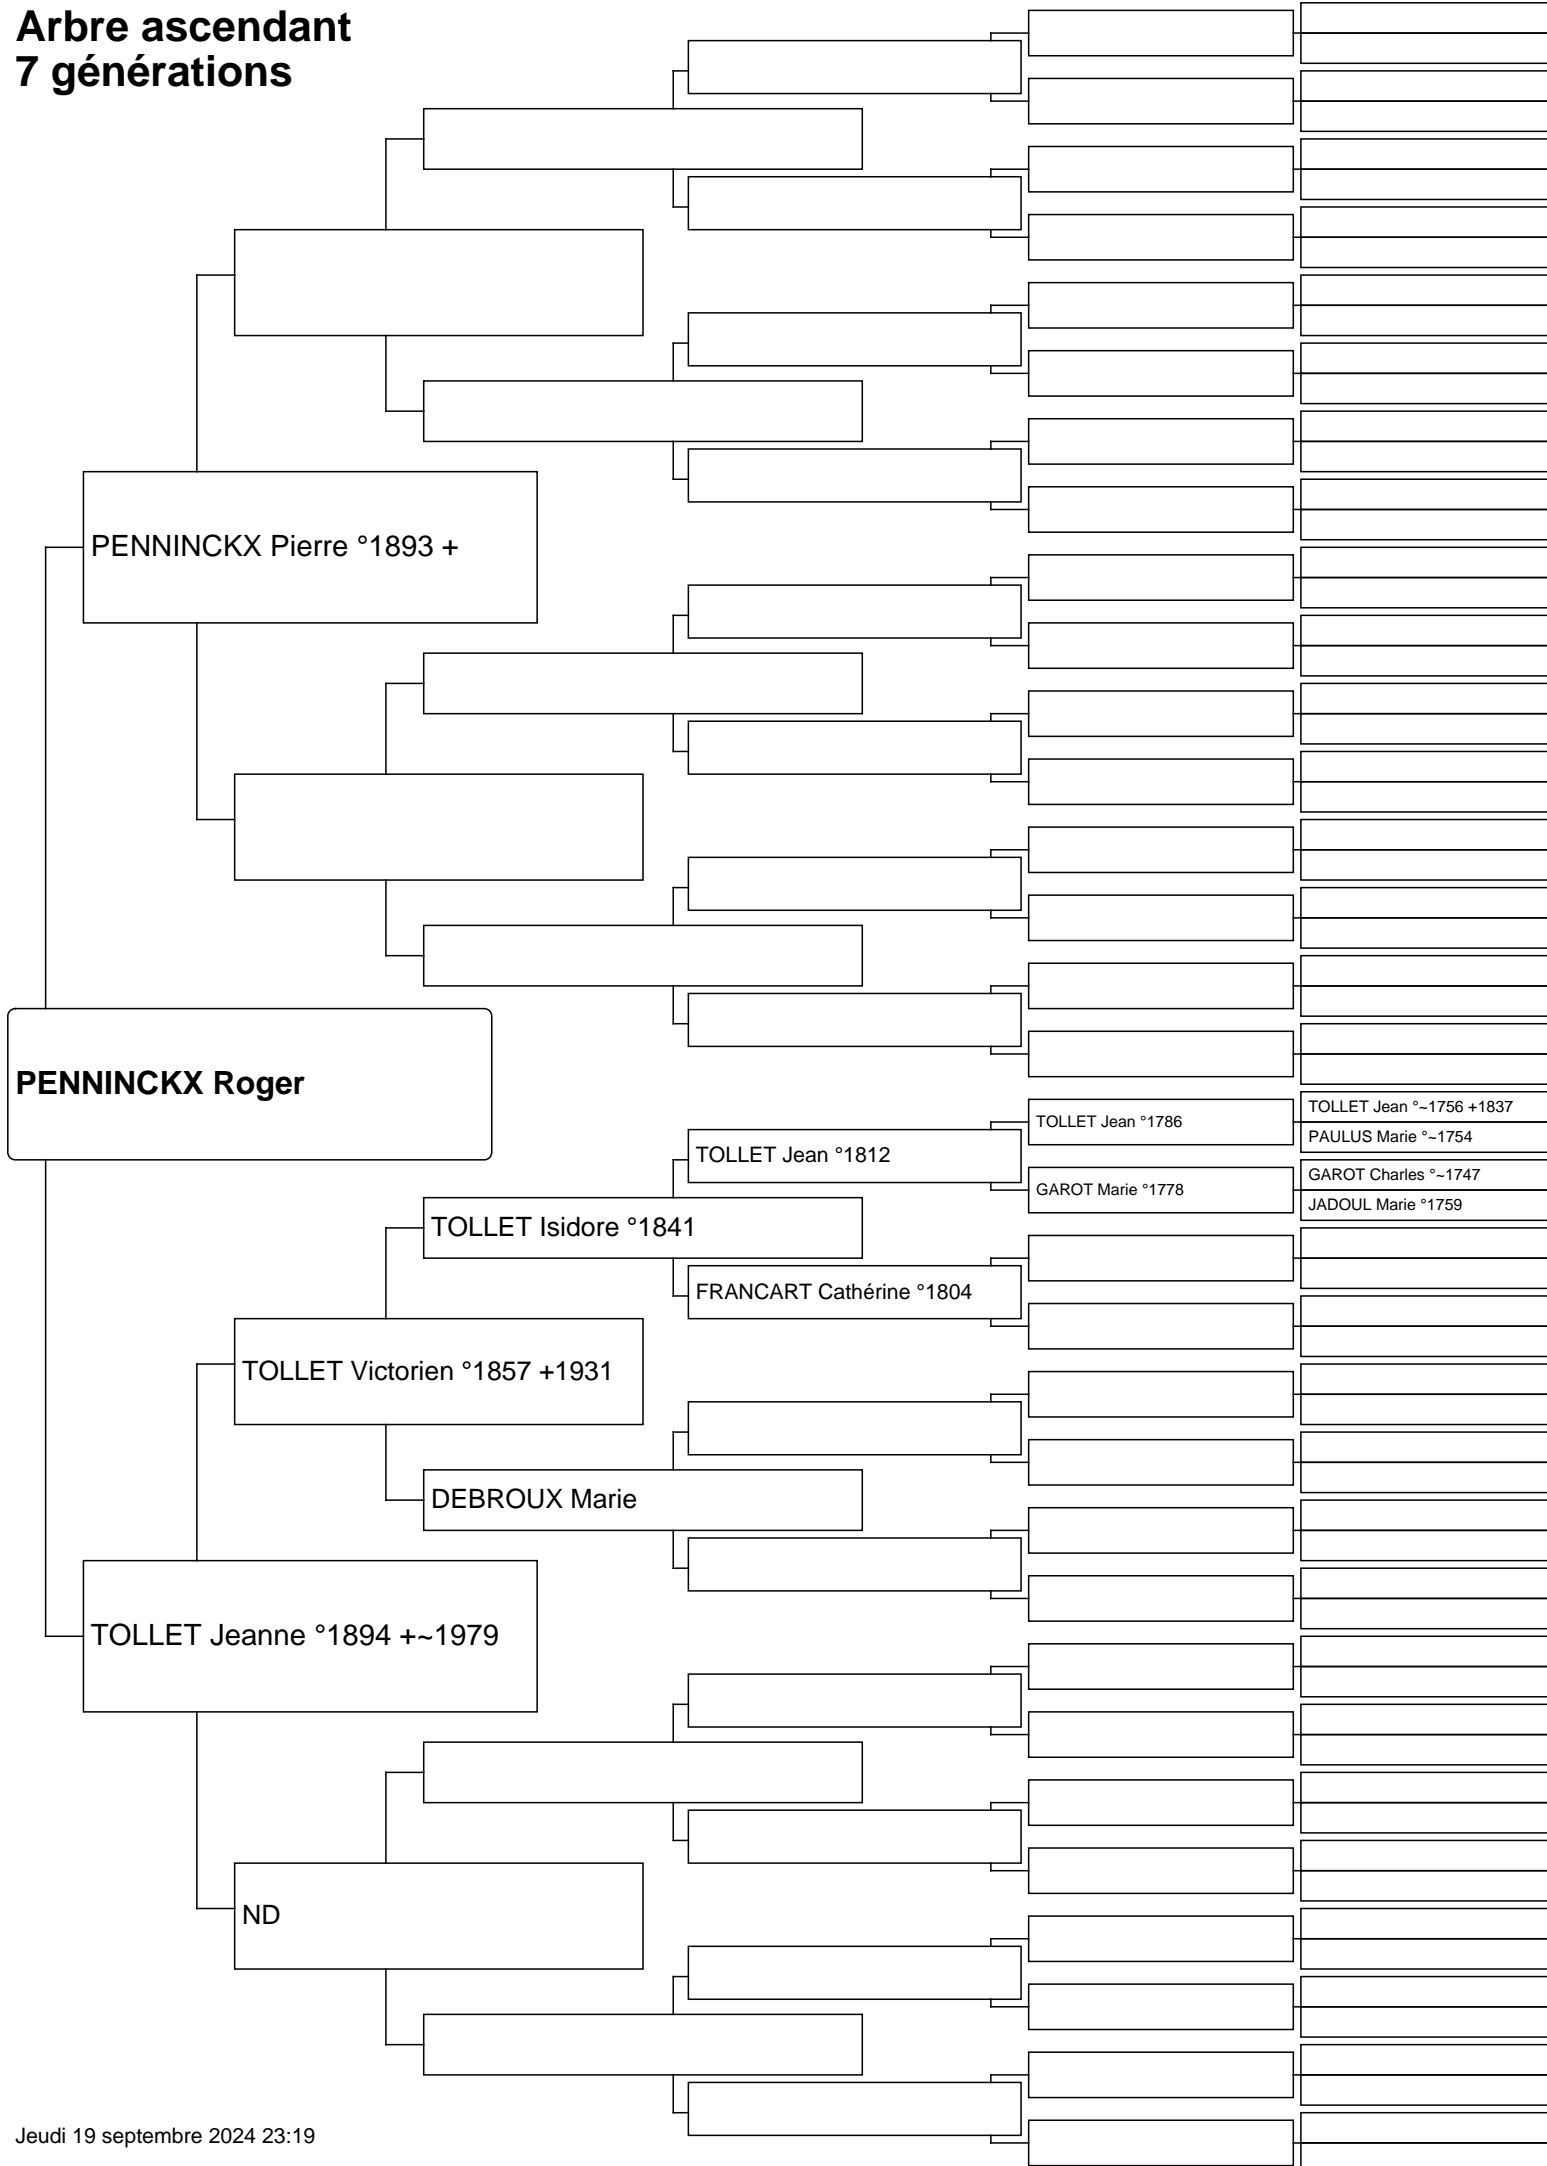 Arbre ascendant
7 générations
PENNINCKX Pierre °1893 +
PENNINCKX Roger
TOLLET Jean °1786
TOLLET Jean °~1756 +1837
PAULUS Marie °~1754
TOLLET Jean °1812
GAROT Marie °1778
GAROT Charles °~1747
JADOUL Marie °1759
TOLLET Isidore °1841
FRANCART Cathérine °1804
TOLLET Victorien °1857 +1931
DEBROUX Marie
TOLLET Jeanne °1894 +~1979
ND
Jeudi 19 septembre 2024 23:19